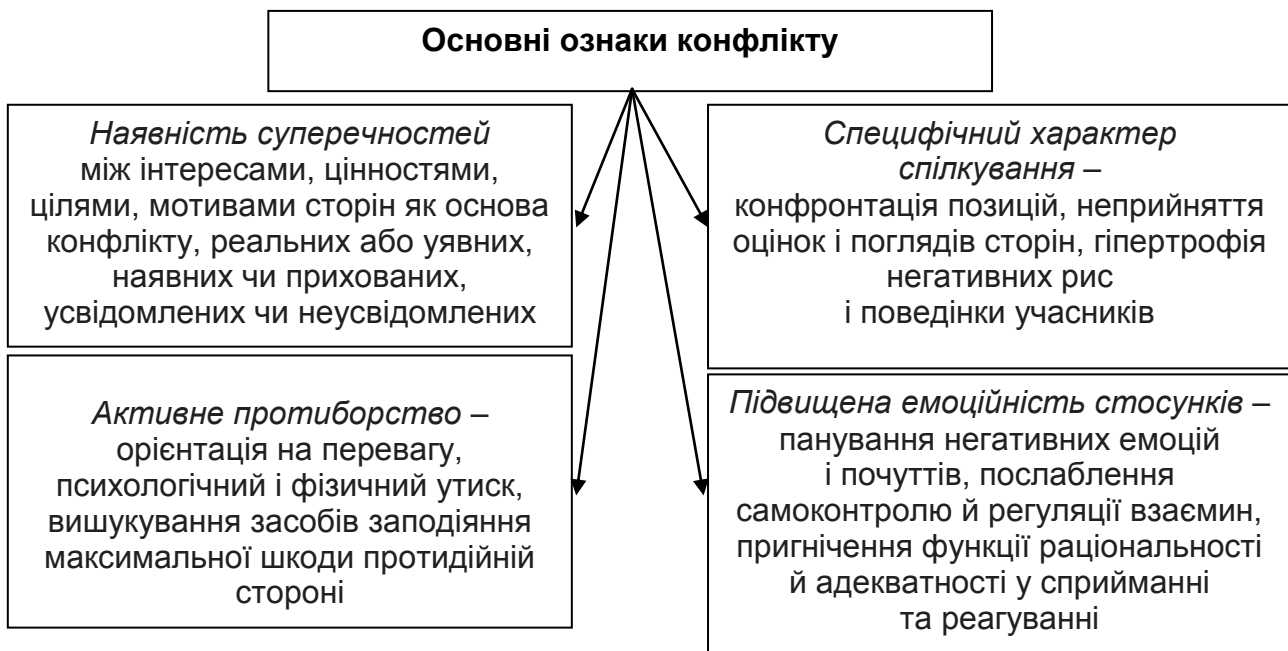 Основні ознаки конфлікту
Наявність суперечностей
між інтересами, цінностями,
цілями, мотивами сторін як основа
конфлікту, реальних або уявних,
наявних чи прихованих,
усвідомлених чи неусвідомлених
Специфічний характер
спілкування –
конфронтація позицій, неприйняття
оцінок і поглядів сторін, гіпертрофія
негативних рис
і поведінки учасників
Активне протиборство –
орієнтація на перевагу,
психологічний і фізичний утиск,
вишукування засобів заподіяння
максимальної шкоди протидійній
стороні
Підвищена емоційність стосунків –
панування негативних емоцій
і почуттів, послаблення
самоконтролю й регуляції взаємин,
пригнічення функції раціональності
й адекватності у сприйманні
та реагуванні